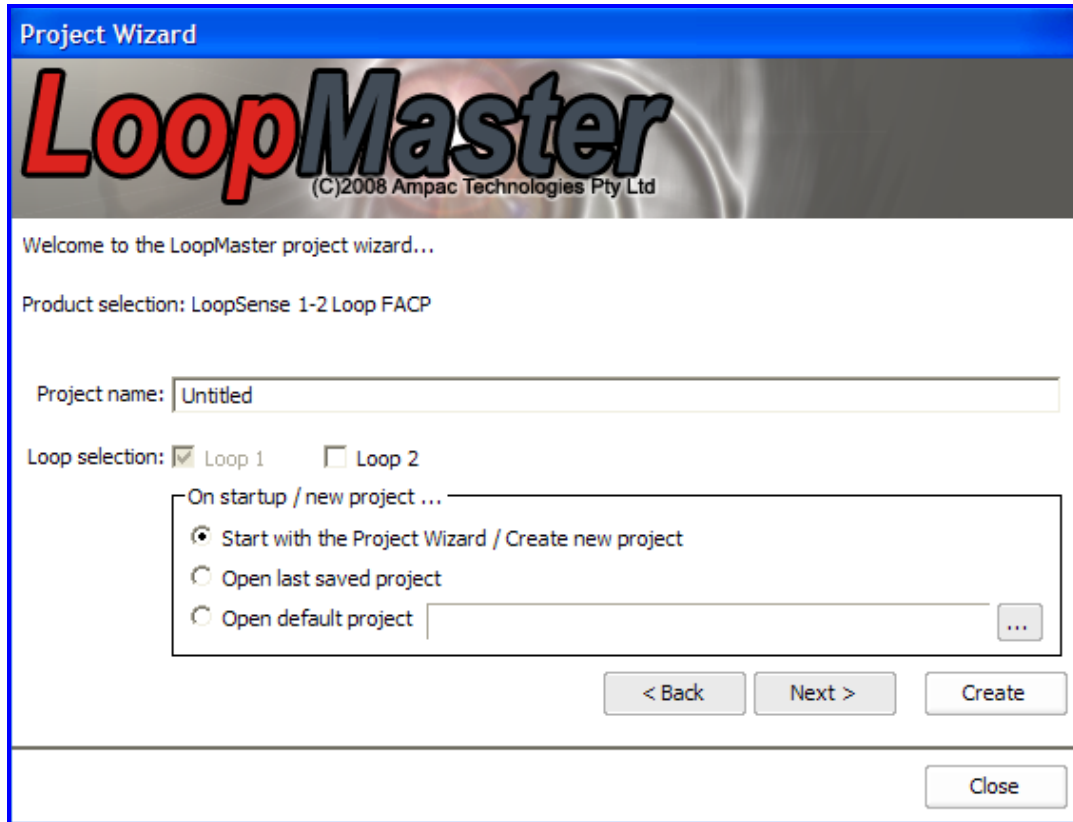 Project Wizard
LoopMaster
(C)2008 Ampac Technologies Pty Ltd
Welcome to the LoopMaster project wizard...
Product selection: LoopSense 1-2 Loop FACP
Project name: Untitled
Loop selection: Loop 1 Loop 2
On startup / new project ...
Start with the Project Wizard / Create new project
Open last saved project
Open default project ...
< Back Next > Create
Close